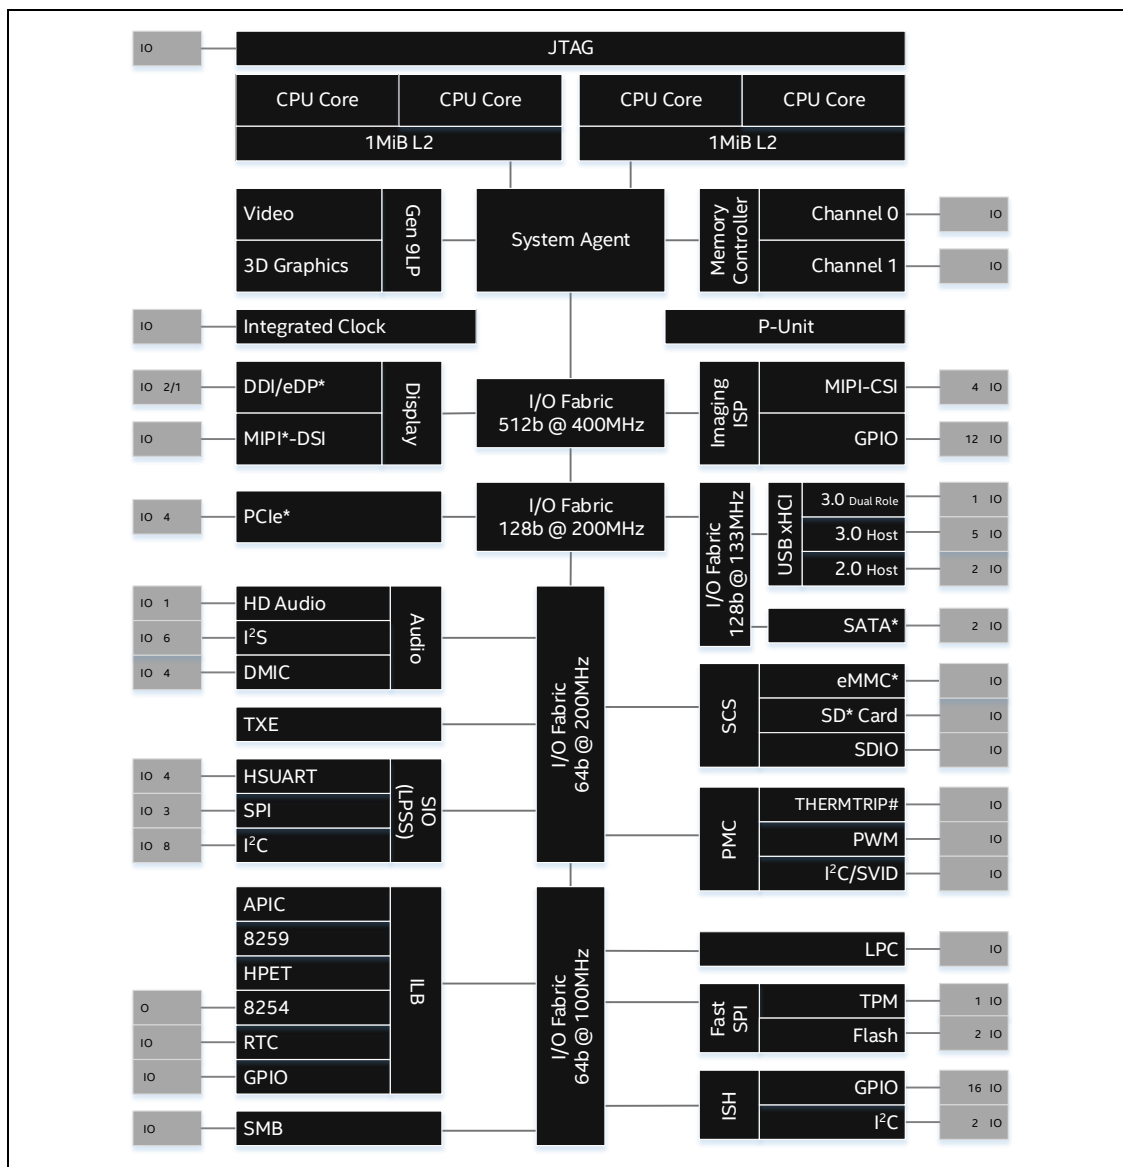 IO JTAG
CPU Core CPU Core CPU Core CPU Core
1MiB L2 1MiB L2
Video
3D Graphics
Gen 9LP
System Agent
Memory
Controller
Channel 0 IO
Channel 1 IO
IO Integrated Clock
P-Unit
IO 2/1 DDI/eDP*
IO MIPI*-DSI
Display
I/O Fabric
512b @ 400MHz
Imaging
ISP
MIPI-CSI 4 IO
GPIO 12 IO
IO 4 PCIe*
I/O Fabric
128b @ 200MHz
I/O Fabric
128b @ 133MHz
USB xHCI
3.0 Dual Role 1 IO
3.0 Host 5 IO
2.0 Host 2 IO
SATA* 2 IO
IO 1 HD Audio
IO 6 I²S
IO 4 DMIC
Audio
TXE
IO 4 HSUART
IO 3 SPI
IO 8 I²C
SIO
(LPSS)
I/O Fabric
64b @ 200MHz
SCS
eMMC* IO
SD* Card IO
SDIO IO
PMC
THERMTRIP# IO
PWM IO
I²C/SVID IO
APIC
8259
HPET
O 8254
IO RTC
IO GPIO
ILB
IO SMB
I/O Fabric
64b @ 100MHz
LPC IO
Fast
SPI
TPM 1 IO
Flash 2 IO
ISH
GPIO 16 IO
I²C 2 IO